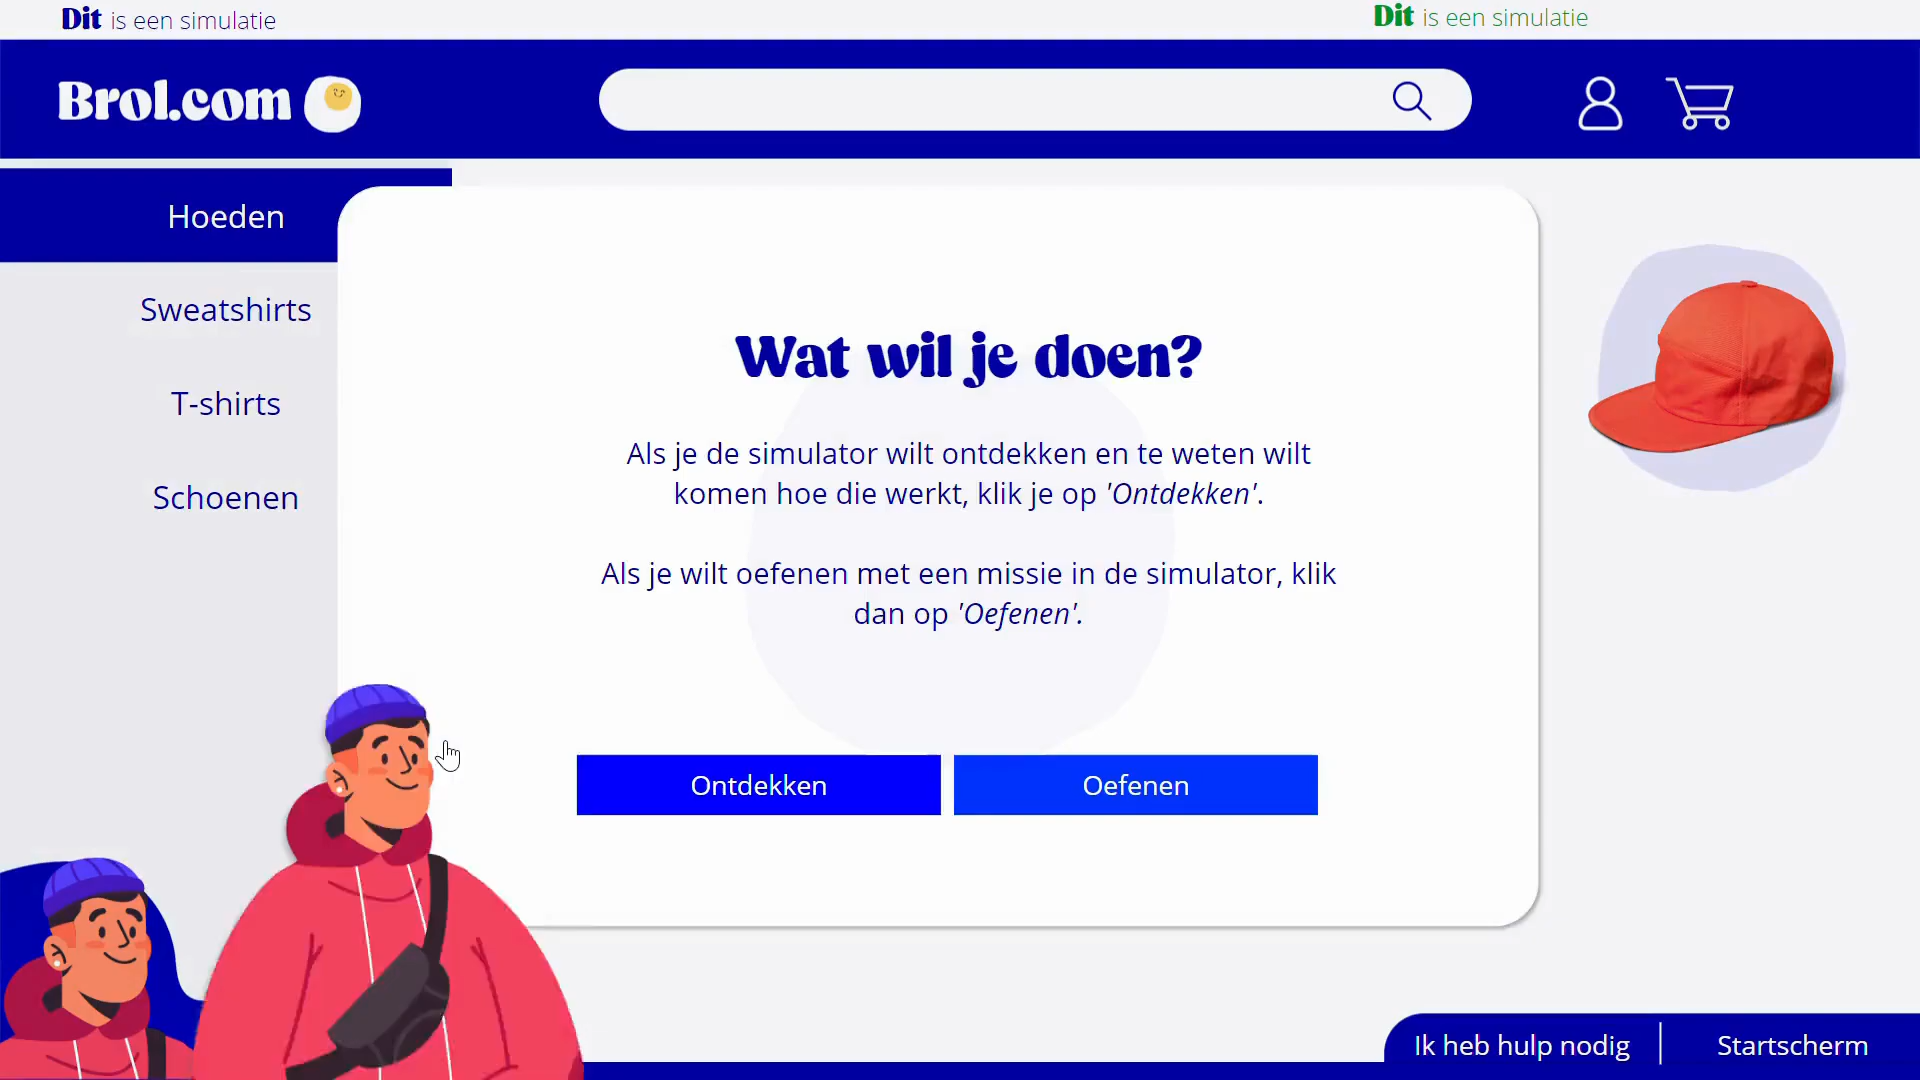 Dit is een simulatie
Dit is een simulatie
Brol.com
Hoeden
Sweatshirts
T-shirts
Schoenen
Wat wil je doen?
Als je de simulator wilt ontdekken en te weten wilt
komen hoe die werkt, klik je op 'Ontdekken'.
Als je wilt oefenen met een missie in de simulator, klik
dan op 'Oefenen'.
Ontdekken
Oefenen
Ik heb hulp nodig
Startscherm